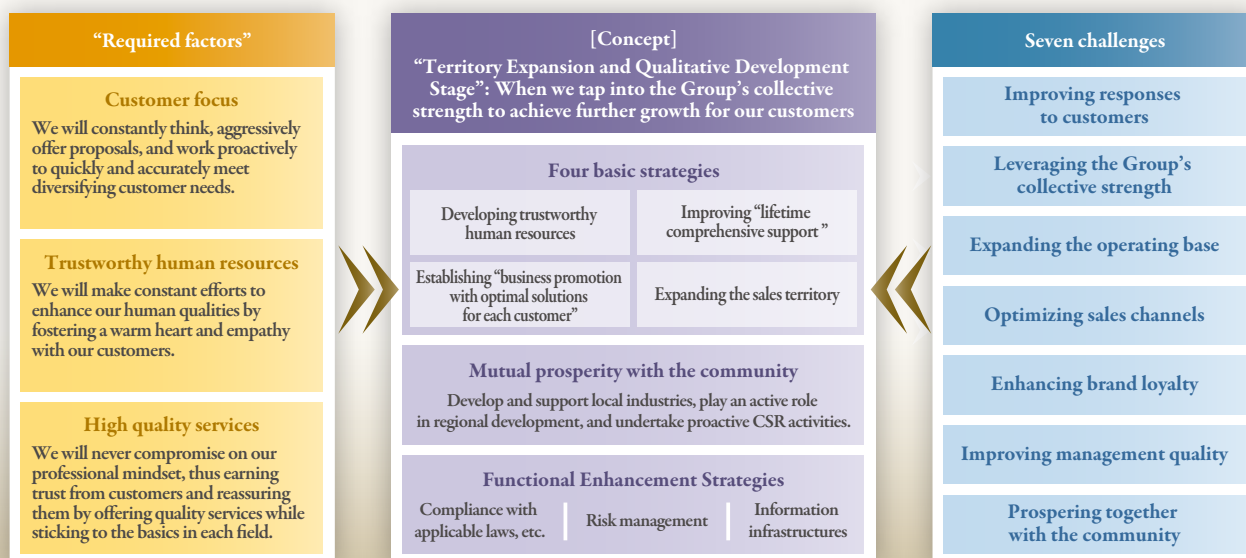 “Required factors”
Customer focus
We will constantly think, aggressively
offer proposals, and work proactively
to quickly and accurately meet
diversifying customer needs.
Trustworthy human resources
We will make constant efforts to
enhance our human qualities by
fostering a warm heart and empathy
with our customers.
High quality services
We will never compromise on our
professional mindset, thus earning
trust from customers and reassuring
them by offering quality services while
sticking to the basics in each field.
[Concept]
“Territory Expansion and Qualitative Development
Stage”: When we tap into the Group’s collective
strength to achieve further growth for our customers
Four basic strategies
Developing trustworthy
human resources
Improving “lifetime
comprehensive support ”
Establishing “business promotion
with optimal solutions
for each customer”
Expanding the sales territory
Mutual prosperity with the community
Develop and support local industries, play an active role
in regional development, and undertake proactive CSR activities.
Functional Enhancement Strategies
Compliance with
applicable laws, etc.
Risk management
Information
infrastructures
Seven challenges
Improving responses
to customers
Leveraging the Group’s
collective strength
Expanding the operating base
Optimizing sales channels
Enhancing brand loyalty
Improving management quality
Prospering together
with the community